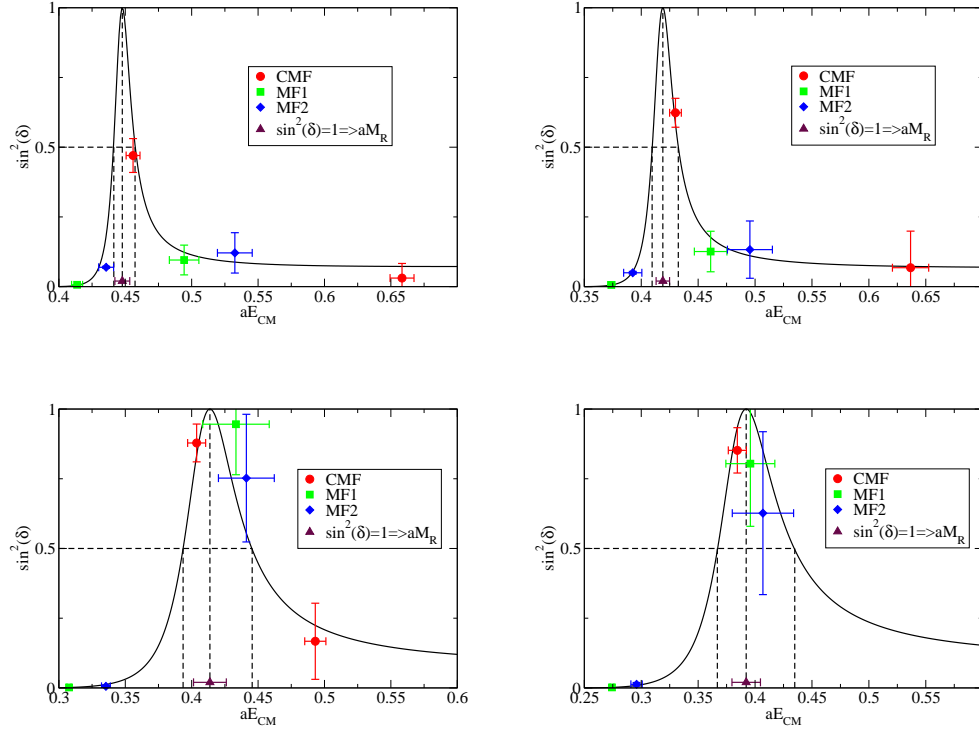 1
0.5
0
sin²(δ)
0.4 0.45 0.5 0.55 0.6 0.65
aE_CM
CMF
MF1
MF2
sin²(δ)=1=>aM_R
1
0.5
0
sin²(δ)
0.35 0.4 0.45 0.5 0.55 0.6 0.65
aE_CM
CMF
MF1
MF2
sin²(δ)=1=>aM_R
1
0.5
0
sin²(δ)
0.3 0.35 0.4 0.45 0.5 0.55 0.6
aE_CM
CMF
MF1
MF2
sin²(δ)=1=>aM_R
1
0.5
0
sin²(δ)
0.25 0.3 0.35 0.4 0.45 0.5 0.55
aE_CM
CMF
MF1
MF2
sin²(δ)=1=>aM_R